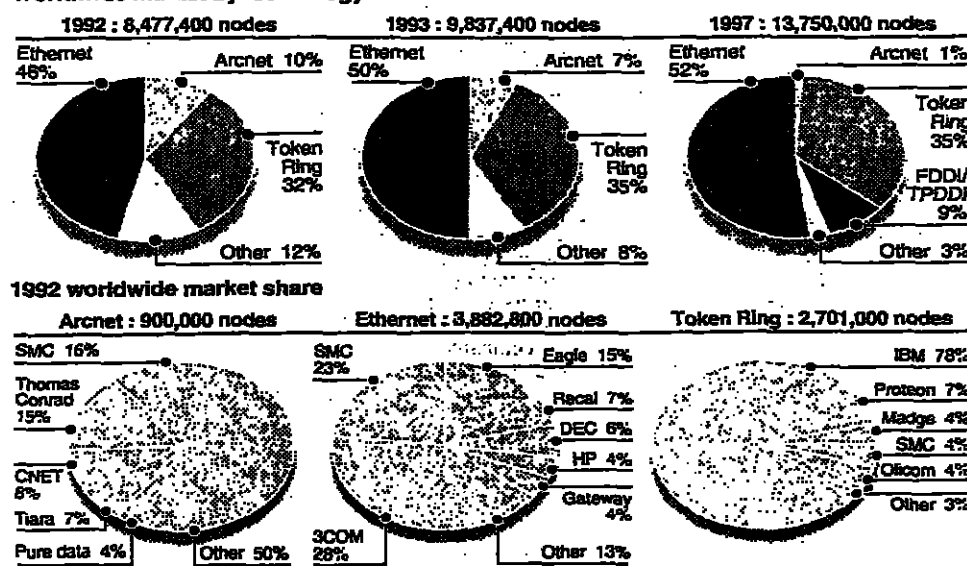 1992 : 8,477,400 nodes
Ethernet
46%
Arcnet 10%
Token
Ring
32%
Other 12%
1993 : 9,837,400 nodes
Ethernet
50%
Arcnet 7%
Token
Ring
35%
Other 8%
1997 : 13,750,000 nodes
Ethernet
52%
Arcnet 1%
Token
Ring
35%
FDDI/
TPDDI
9%
Other 3%
1992 worldwide market share
Arcnet : 900,000 nodes
SMC 16%
Thomas
Conrad
15%
CNET
8%
Tiara 7%
Pure data 4%
Other 50%
Ethernet : 3,882,800 nodes
SMC
23%
Eagle 15%
Racal 7%
DEC 6%
HP 4%
Gateway
4%
3COM
28%
Other 13%
Token Ring : 2,701,000 nodes
IBM 78%
Proteon 7%
Madge 4%
SMC 4%
Olicom 4%
Other 3%